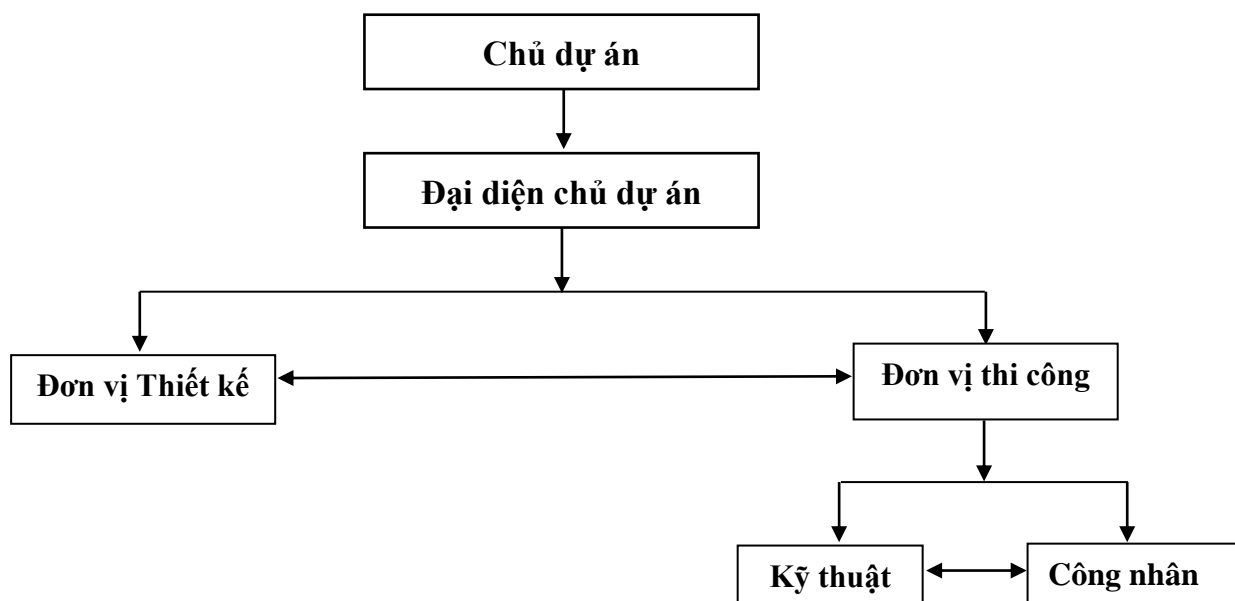 Chủ dự án
Đại diện chủ dự án
Đơn vị Thiết kế
Đơn vị thi công
Kỹ thuật
Công nhân